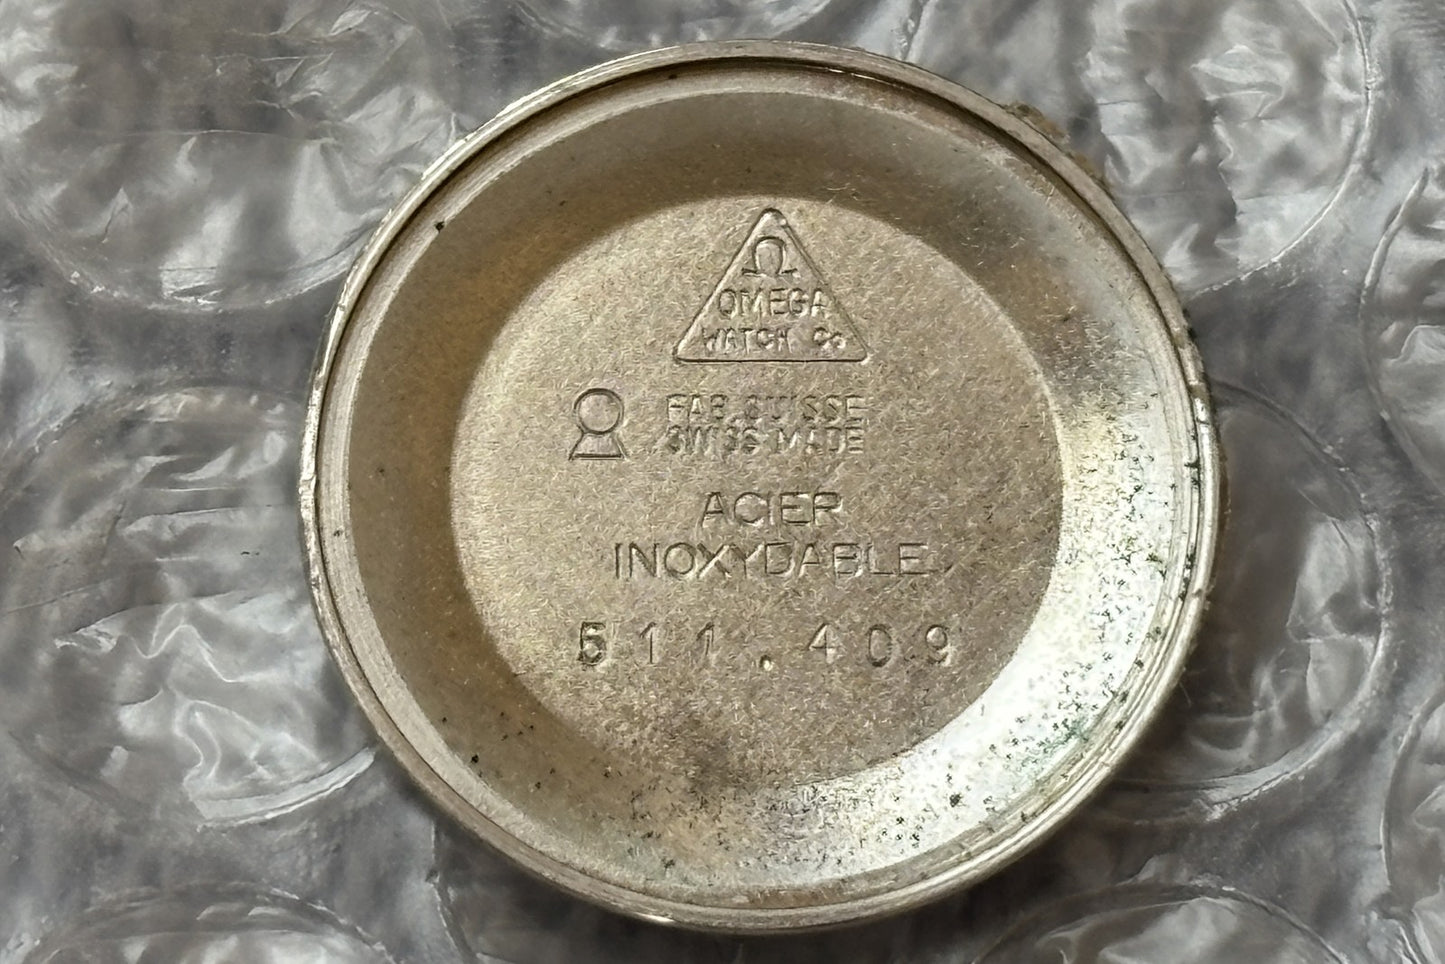 Ω
OMEGA
WATCH Co
FAB. SUISSE
SWISS MADE
ACIER
INOXYDABLE
511.409